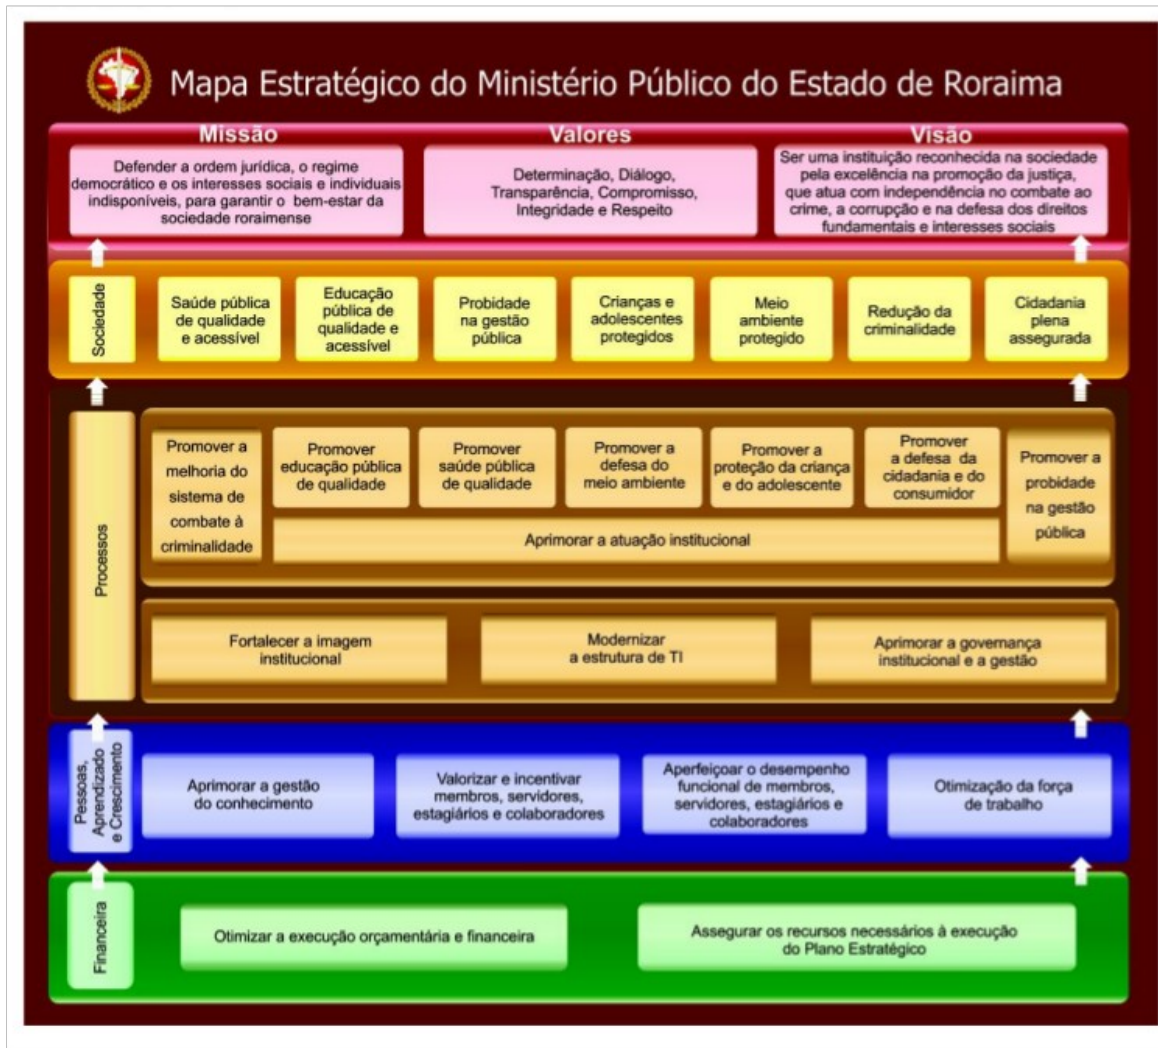 Mapa Estratégico do Ministério Público do Estado de Roraima
Missão
Defender a ordem jurídica, o regime
democrático e os interesses sociais e individuais
indisponíveis, para garantir o bem-estar da
sociedade roraimense
Valores
Determinação, Diálogo,
Transparência, Compromisso,
Integridade e Respeito
Visão
Ser uma instituição reconhecida na sociedade
pela excelência na promoção da justiça,
que atua com independência no combate ao
crime, a corrupção e na defesa dos direitos
fundamentais e interesses sociais
Sociedade
Saúde pública
de qualidade
e acessível
Educação
pública de
qualidade e
acessível
Probidade
na gestão
pública
Crianças e
adolescentes
protegidos
Meio
ambiente
protegido
Redução da
criminalidade
Cidadania
plena
assegurada
Processos
Promover a
melhoria do
sistema de
combate à
criminalidade
Promover
educação pública
de qualidade
Promover
saúde pública
de qualidade
Promover a
defesa do
meio ambiente
Promover a
proteção da criança
e do adolescente
Promover
a defesa da
cidadania e do
consumidor
Promover a
probidade
na gestão
pública
Aprimorar a atuação institucional
Fortalecer a imagem
institucional
Modernizar
a estrutura de TI
Aprimorar a governança
institucional e a gestão
Pessoas,
Aprendizado
e Crescimento
Aprimorar a gestão
do conhecimento
Valorizar e incentivar
membros, servidores,
estagiários e colaboradores
Aperfeiçoar o desempenho
funcional de membros,
servidores, estagiários e
colaboradores
Otimização da força
de trabalho
Financeira
Otimizar a execução orçamentária e financeira
Assegurar os recursos necessários à execução
do Plano Estratégico